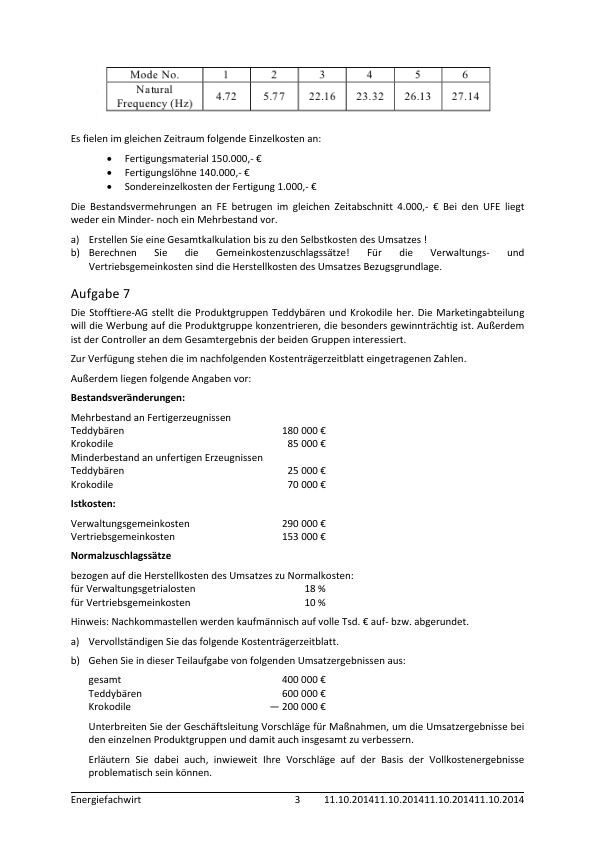 Mode No. 1 2 3 4 5 6
Natural
Frequency (Hz) 4.72 5.77 22.16 23.32 26.13 27.14
Es fielen im gleichen Zeitraum folgende Einzelkosten an:
• Fertigungsmaterial 150.000,- €
• Fertigungslöhne 140.000,- €
• Sondereinzelkosten der Fertigung 1.000,- €
Die Bestandsvermehrungen an FE betrugen im gleichen Zeitabschnitt 4.000,- € Bei den UFE liegt
weder ein Minder- noch ein Mehrbestand vor.
a) Erstellen Sie eine Gesamtkalkulation bis zu den Selbstkosten des Umsatzes !
b) Berechnen Sie die Gemeinkostenzuschlagssätze! Für die Verwaltungs- und
Vertriebsgemeinkosten sind die Herstellkosten des Umsatzes Bezugsgrundlage.
Aufgabe 7
Die Stofftiere-AG stellt die Produktgruppen Teddybären und Krokodile her. Die Marketingabteilung
will die Werbung auf die Produktgruppe konzentrieren, die besonders gewinnträchtig ist. Außerdem
ist der Controller an dem Gesamtergebnis der beiden Gruppen interessiert.
Zur Verfügung stehen die im nachfolgenden Kostenträgerzeitblatt eingetragenen Zahlen.
Außerdem liegen folgende Angaben vor:
Bestandsveränderungen:
Mehrbestand an Fertigerzeugnissen
Teddybären 180 000 €
Krokodile 85 000 €
Minderbestand an unfertigen Erzeugnissen
Teddybären 25 000 €
Krokodile 70 000 €
Istkosten:
Verwaltungsgemeinkosten 290 000 €
Vertriebsgemeinkosten 153 000 €
Normalzuschlagssätze
bezogen auf die Herstellkosten des Umsatzes zu Normalkosten:
für Verwaltungsgetrialosten 18 %
für Vertriebsgemeinkosten 10 %
Hinweis: Nachkommastellen werden kaufmännisch auf volle Tsd. € auf- bzw. abgerundet.
a) Vervollständigen Sie das folgende Kostenträgerzeitblatt.
b) Gehen Sie in dieser Teilaufgabe von folgenden Umsatzergebnissen aus:
gesamt 400 000 €
Teddybären 600 000 €
Krokodile — 200 000 €
Unterbreiten Sie der Geschäftsleitung Vorschläge für Maßnahmen, um die Umsatzergebnisse bei
den einzelnen Produktgruppen und damit auch insgesamt zu verbessern.
Erläutern Sie dabei auch, inwieweit Ihre Vorschläge auf der Basis der Vollkostenergebnisse
problematisch sein können.
Energiefachwirt 3 11.10.201411.10.201411.10.201411.10.2014